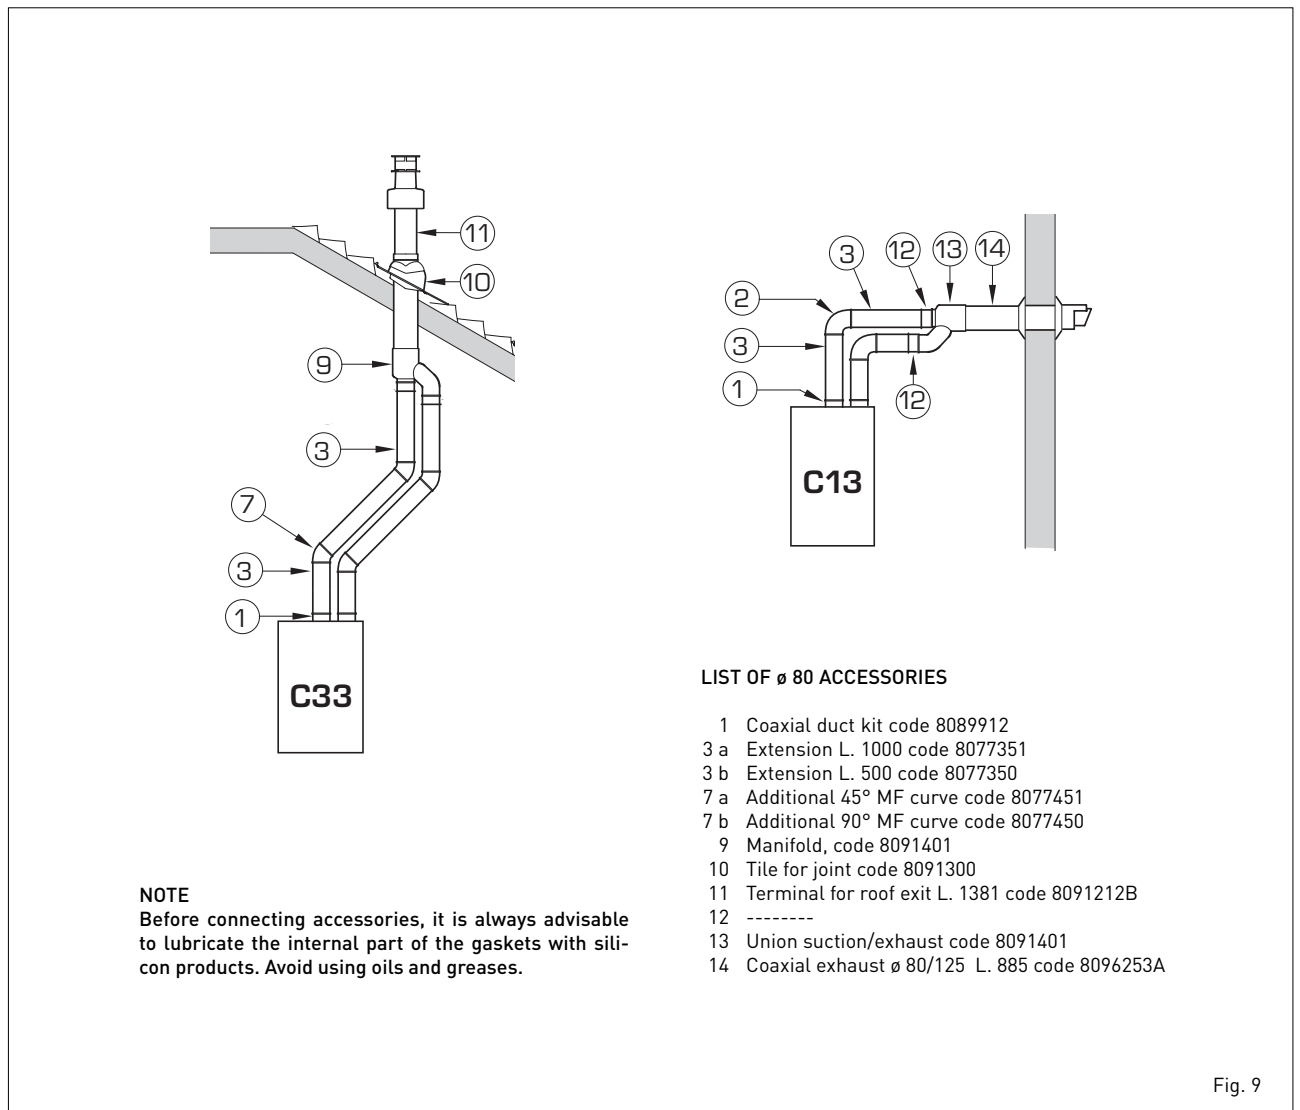 11
10
9
3
7
3
1
C33
3
12
13
14
2
3
1
12
C13
LIST OF ø 80 ACCESSORIES
1 Coaxial duct kit code 8089912
3 a Extension L. 1000 code 8077351
3 b Extension L. 500 code 8077350
7 a Additional 45° MF curve code 8077451
7 b Additional 90° MF curve code 8077450
9 Manifold, code 8091401
10 Tile for joint code 8091300
11 Terminal for roof exit L. 1381 code 8091212B
12 --------
13 Union suction/exhaust code 8091401
14 Coaxial exhaust ø 80/125 L. 885 code 8096253A
NOTE
Before connecting accessories, it is always advisable
to lubricate the internal part of the gaskets with sili-
con products. Avoid using oils and greases.
Fig. 9